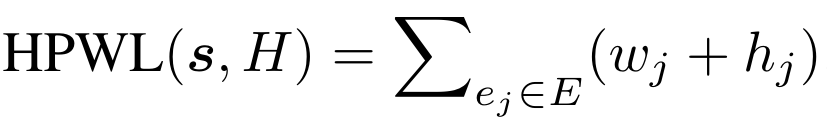 HPWL(𝒔, H) = ∑_{e_j ∈ E} (w_j + h_j)